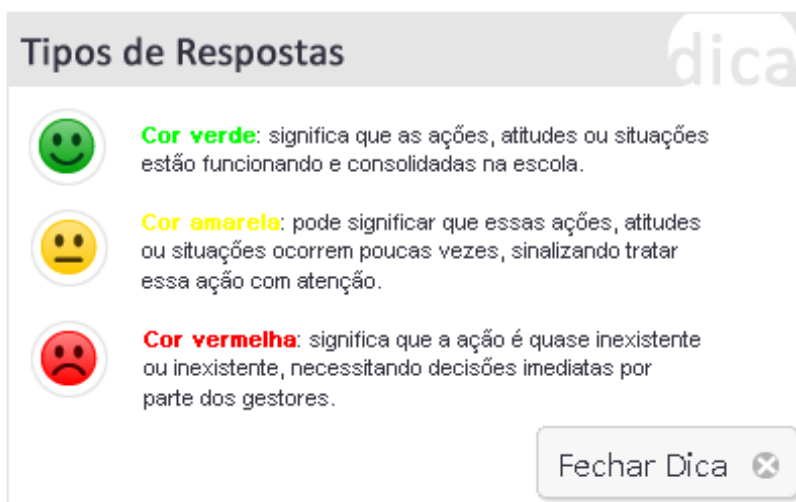 Tipos de Respostas
dica
Cor verde: significa que as ações, atitudes ou situações
estão funcionando e consolidadas na escola.
Cor amarela: pode significar que essas ações, atitudes
ou situações ocorrem poucas vezes, sinalizando tratar
essa ação com atenção.
Cor vermelha: significa que a ação é quase inexistente
ou inexistente, necessitando decisões imediatas por
parte dos gestores.
Fechar Dica